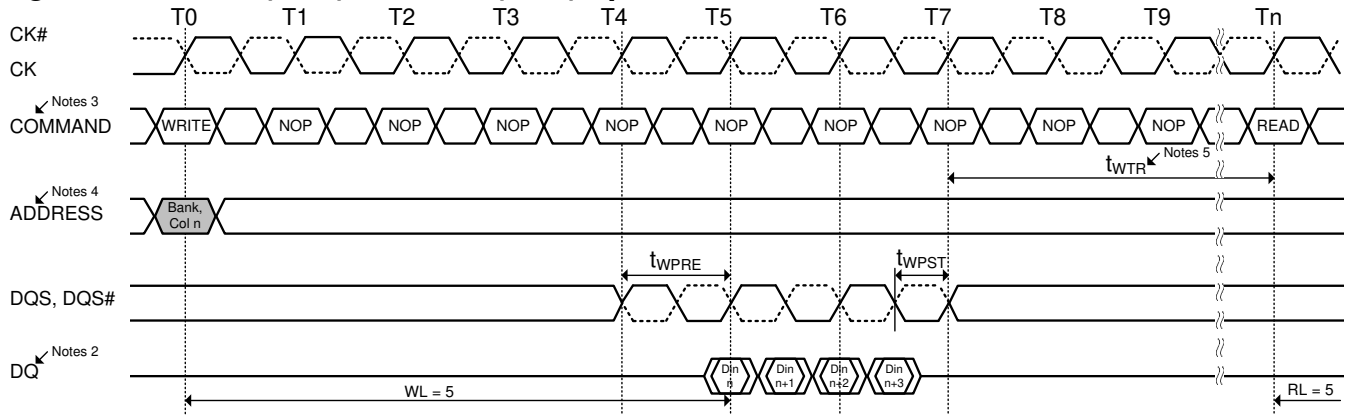 T0 T1 T2 T3 T4 T5 T6 T7 T8 T9 Tn
CK#
CK
Notes 3
COMMAND WRITE NOP NOP NOP NOP NOP NOP NOP NOP NOP READ
tWTR Notes 5
Notes 4
ADDRESS
Bank,
Col n
tWPRE tWPST
DQS, DQS#
Notes 2
DQ
Din n Din n+1 Din n+2 Din n+3
WL = 5 RL = 5